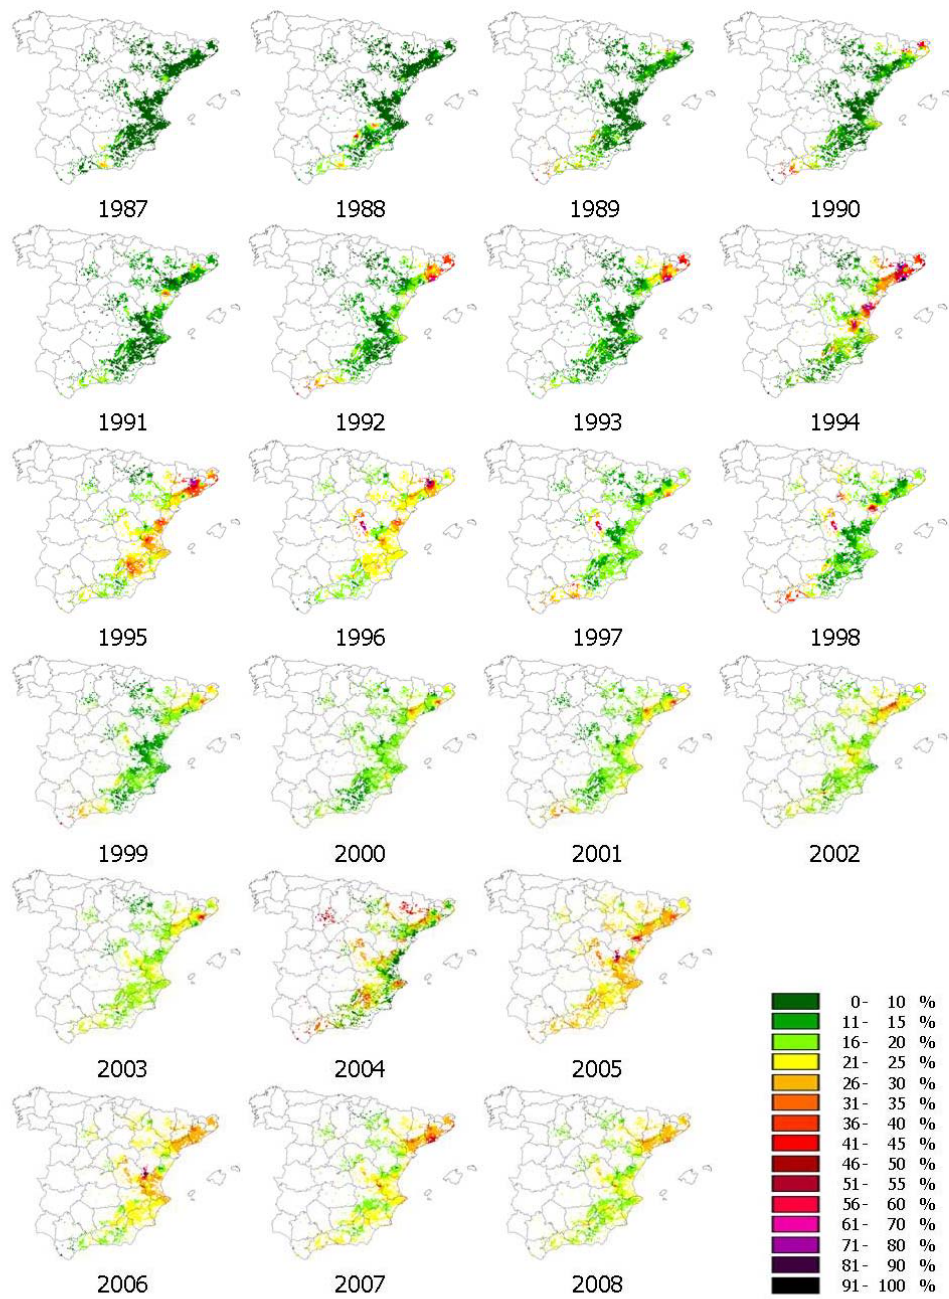 1987 1988 1989 1990
1991 1992 1993 1994
1995 1996 1997 1998
1999 2000 2001 2002
2003 2004 2005
2006 2007 2008
0- 10 %
11- 15 %
16- 20 %
21- 25 %
26- 30 %
31- 35 %
36- 40 %
41- 45 %
46- 50 %
51- 55 %
56- 60 %
61- 70 %
71- 80 %
81- 90 %
91- 100 %